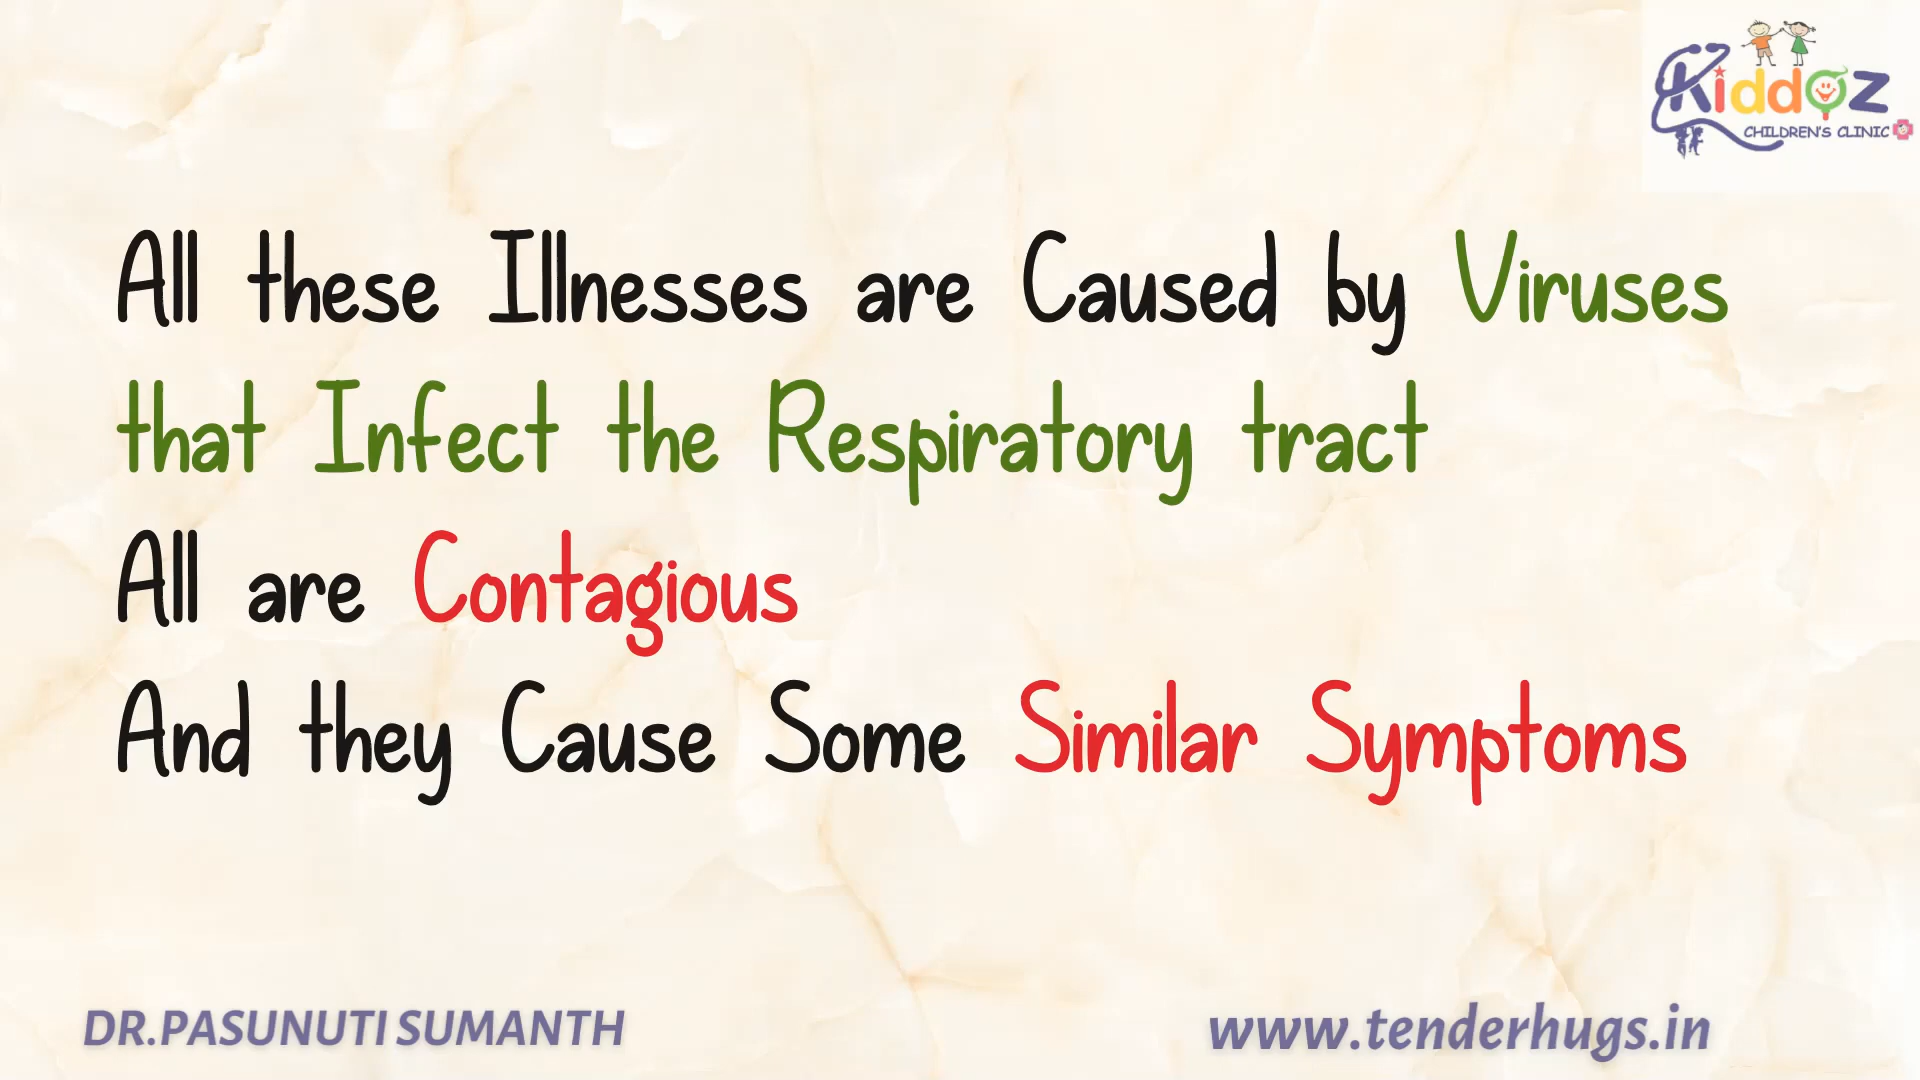 Kiddoz
CHILDREN'S CLINIC
All these Illnesses are Caused by Viruses
that Infect the Respiratory tract
All are Contagious
And they Cause Some Similar Symptoms
DR.PASUNUTI SUMANTH
www.tenderhugs.in